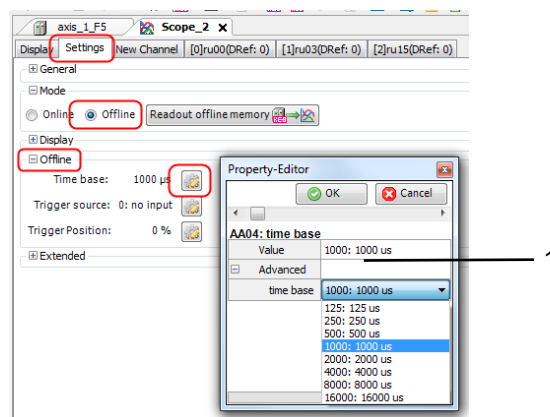 axis_1_F5 Scope_2 x
Display Settings New Channel [0]ru00(DRef: 0) [1]ru03(DRef: 0) [2]ru15(DRef: 0)
General
Mode
Online Offline Readout offline memory
Display
Offline
Time base: 1000 µs
Trigger source: 0: no input
TriggerPosition: 0 %
Extended
Property-Editor
OK Cancel
AA04: time base
Value 1000: 1000 us
Advanced
time base 1000: 1000 us
125: 125 us
250: 250 us
500: 500 us
1000: 1000 us
2000: 2000 us
4000: 4000 us
8000: 8000 us
16000: 16000 us